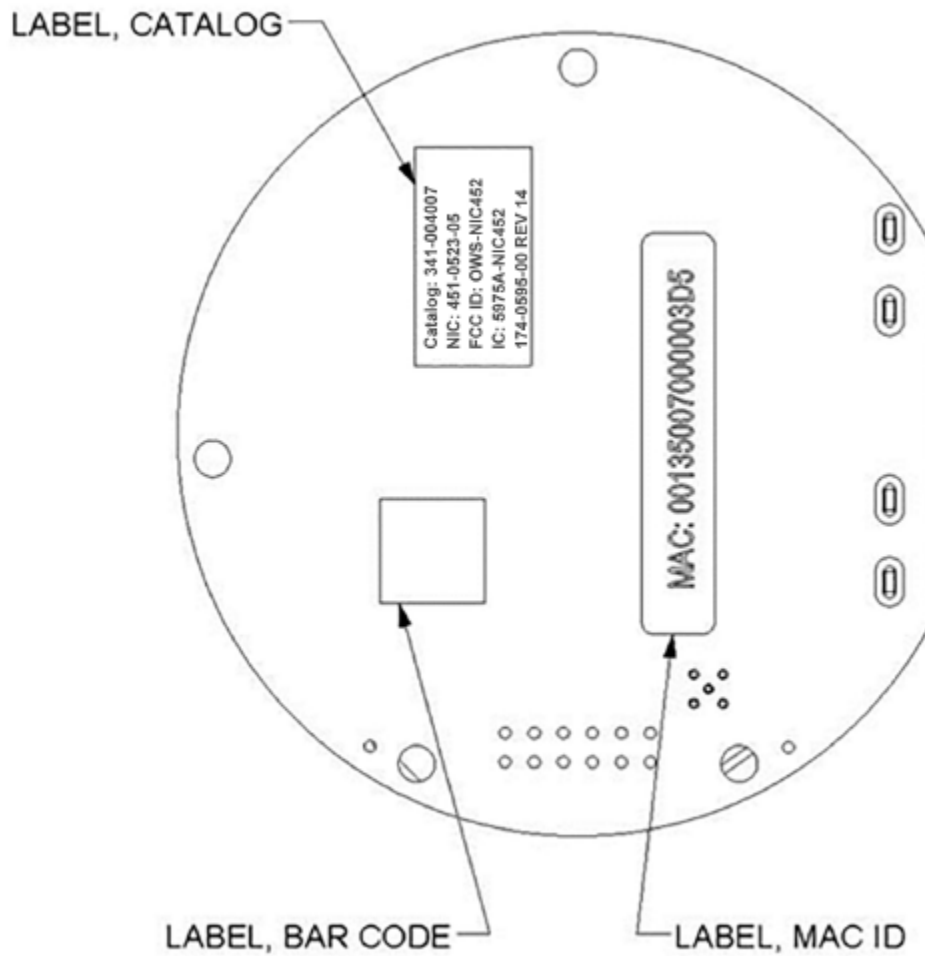 LABEL, CATALOG
Catalog: 341-004007
NIC: 451-0523-05
FCC ID: OWS-NIC452
IC: 5975A-NIC452
174-0595-00 REV 14
MAC: 00135007000003D5
LABEL, BAR CODE
LABEL, MAC ID